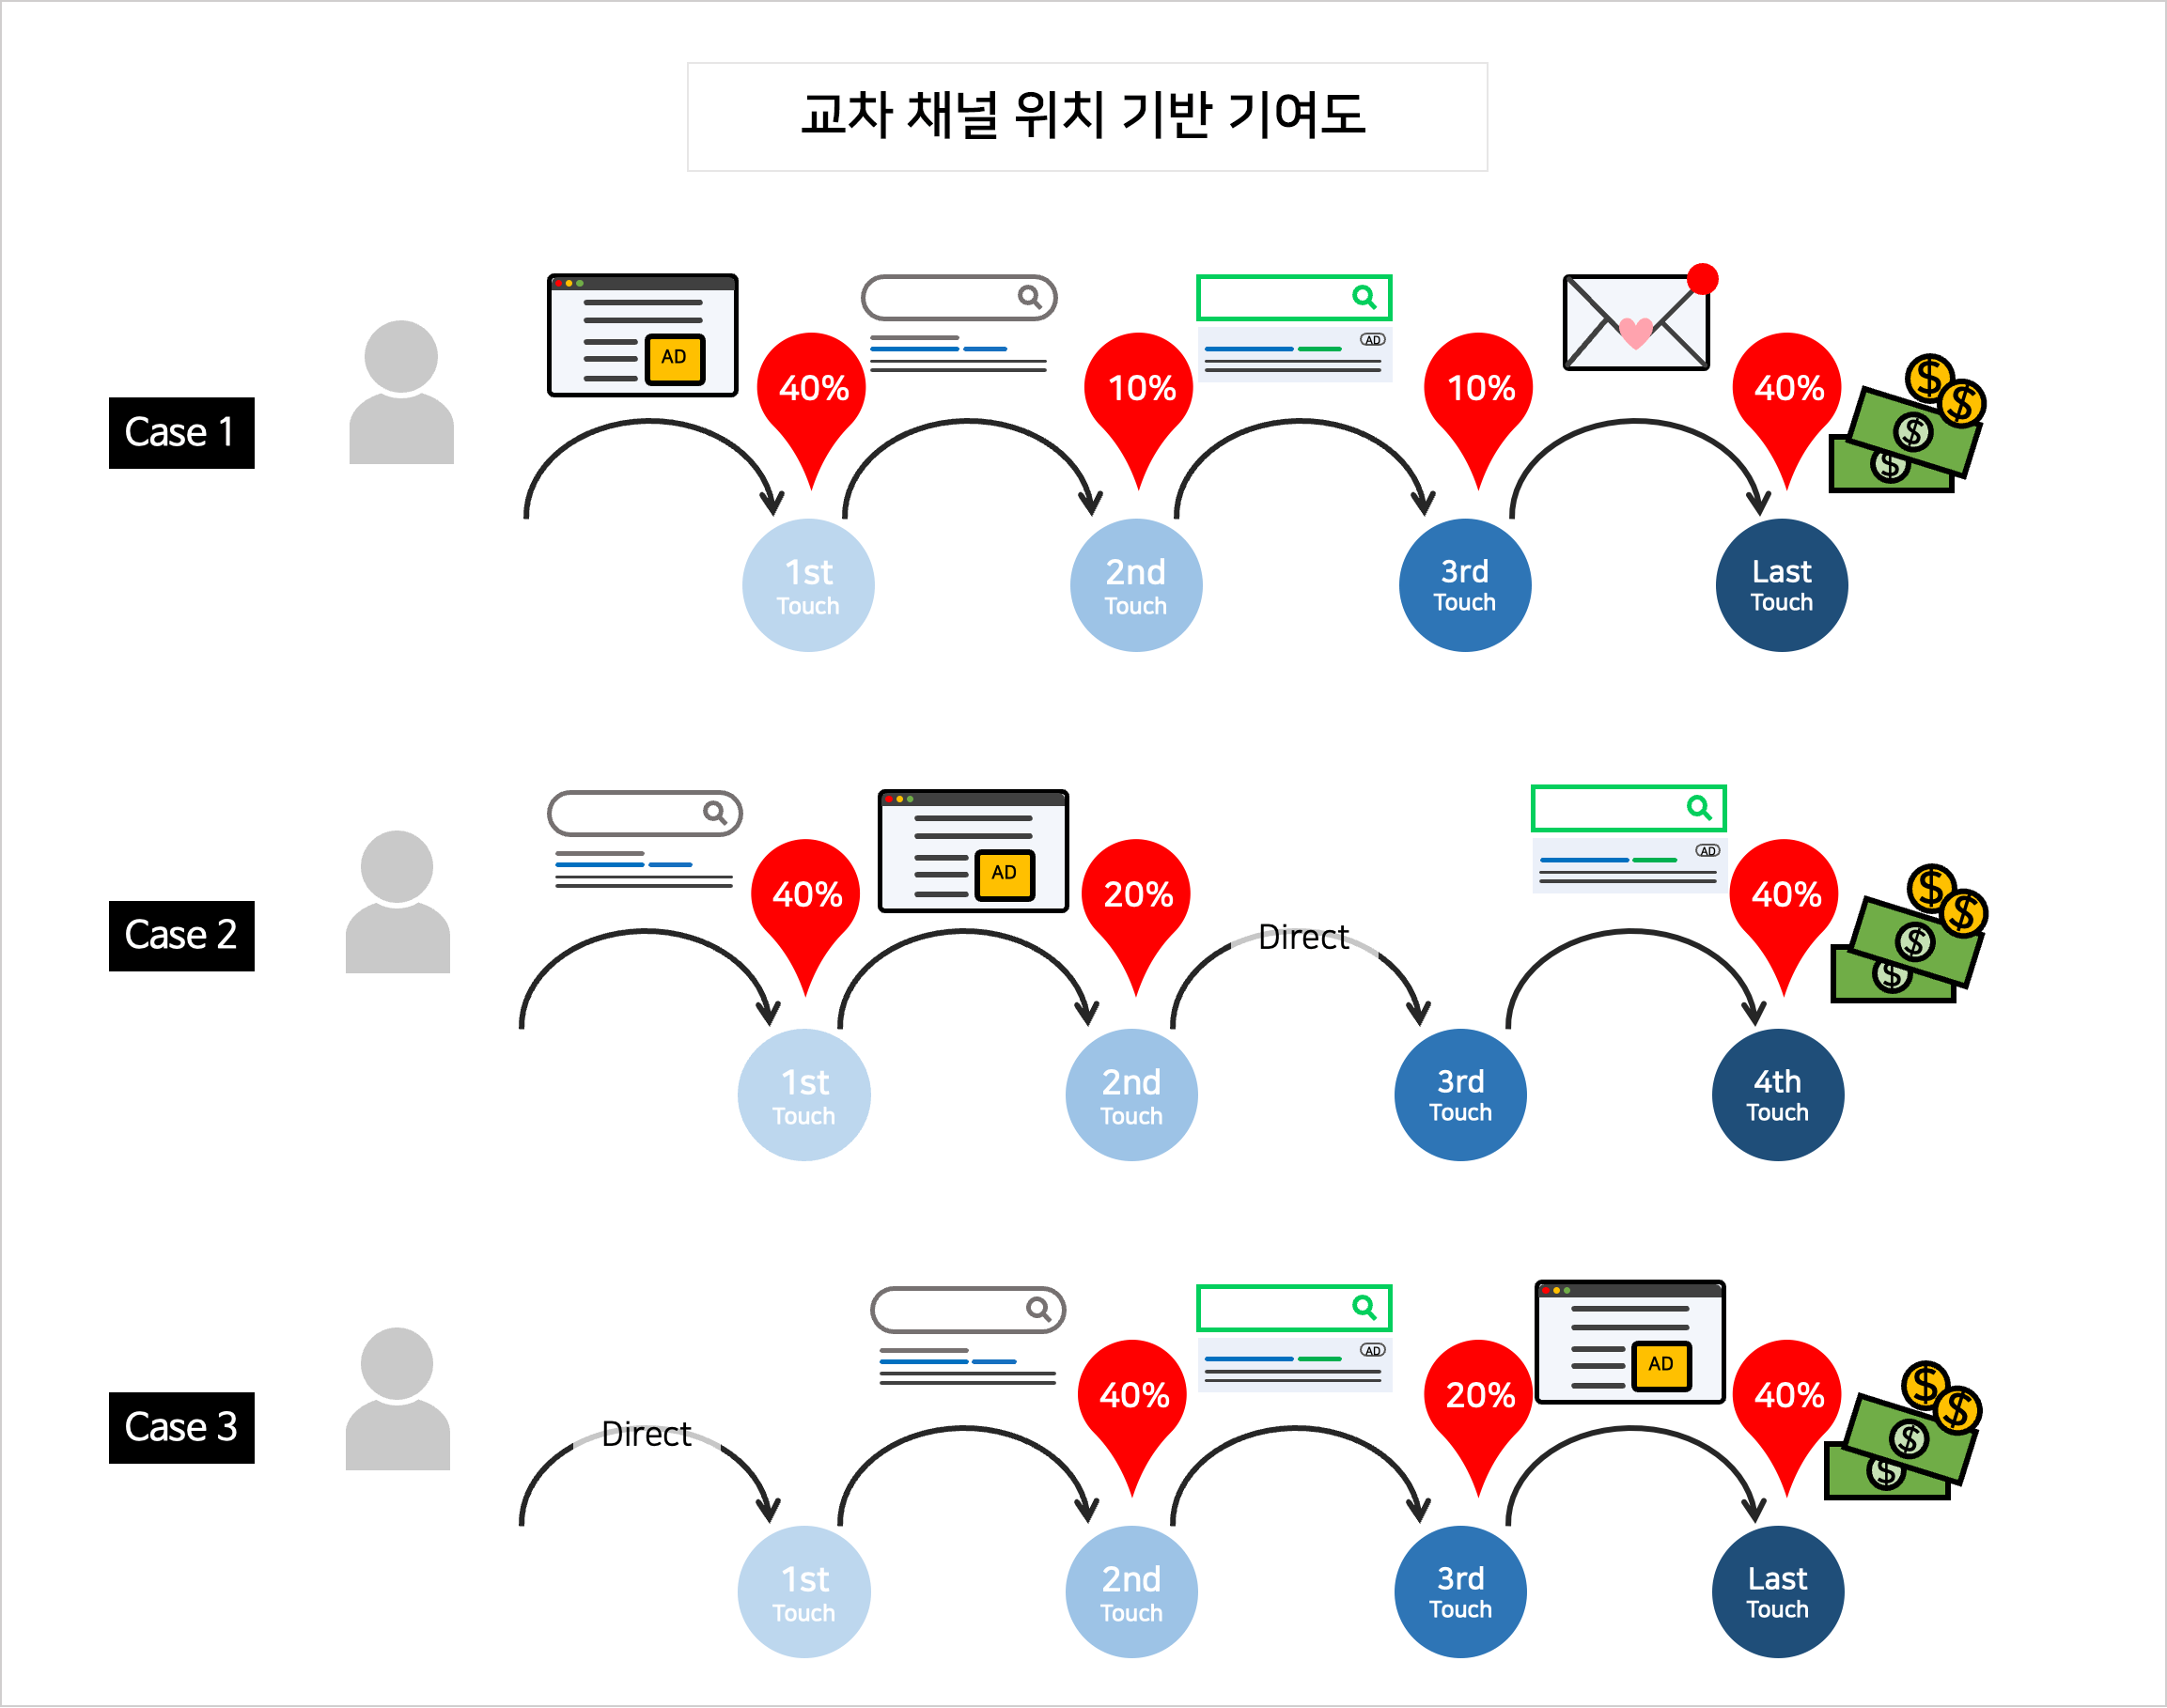 교차 채널 위치 기반 기여도
AD
40%
10%
AD
10%
40%
Case 1
1st
Touch
2nd
Touch
3rd
Touch
Last
Touch
40%
AD
20%
Direct
AD
40%
Case 2
1st
Touch
2nd
Touch
3rd
Touch
4th
Touch
Direct
40%
AD
20%
AD
40%
Case 3
1st
Touch
2nd
Touch
3rd
Touch
Last
Touch